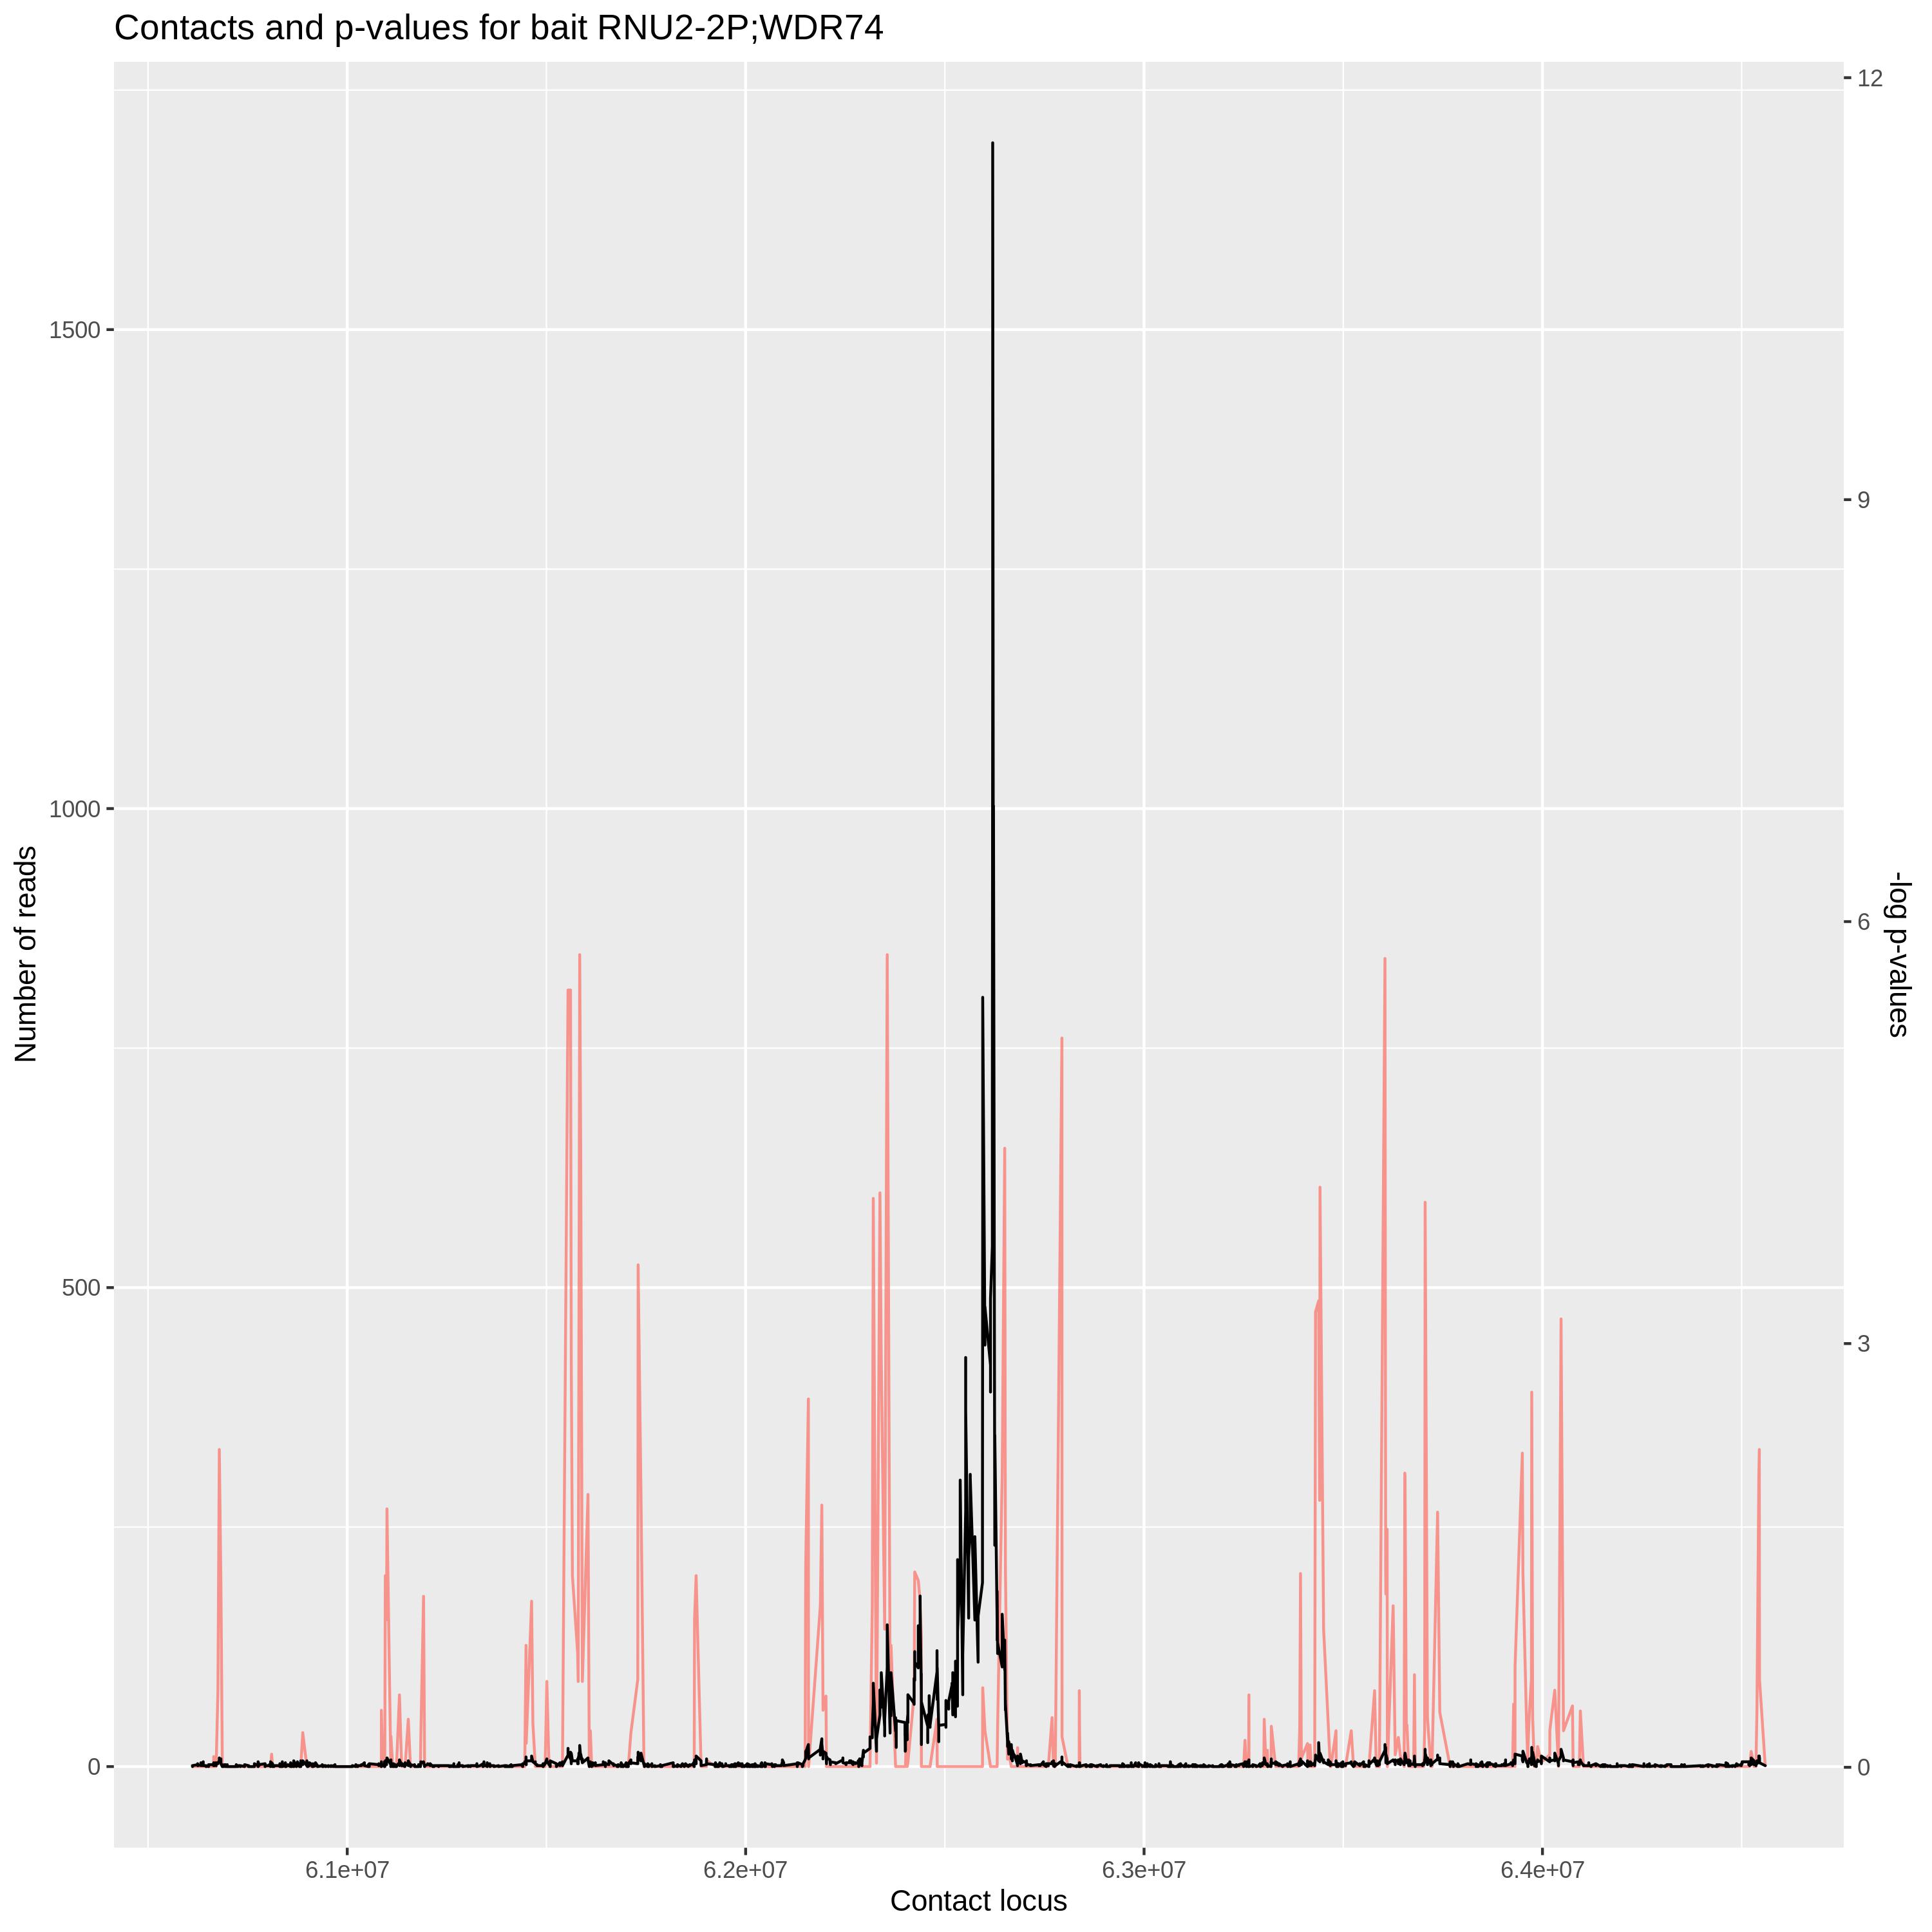 Contacts and p-values for bait RNU2-2P;WDR74
12
9
6
3
0
1500
1000
500
0
Number of reads
-log p-values
6.1e+07
6.2e+07
6.3e+07
6.4e+07
Contact locus